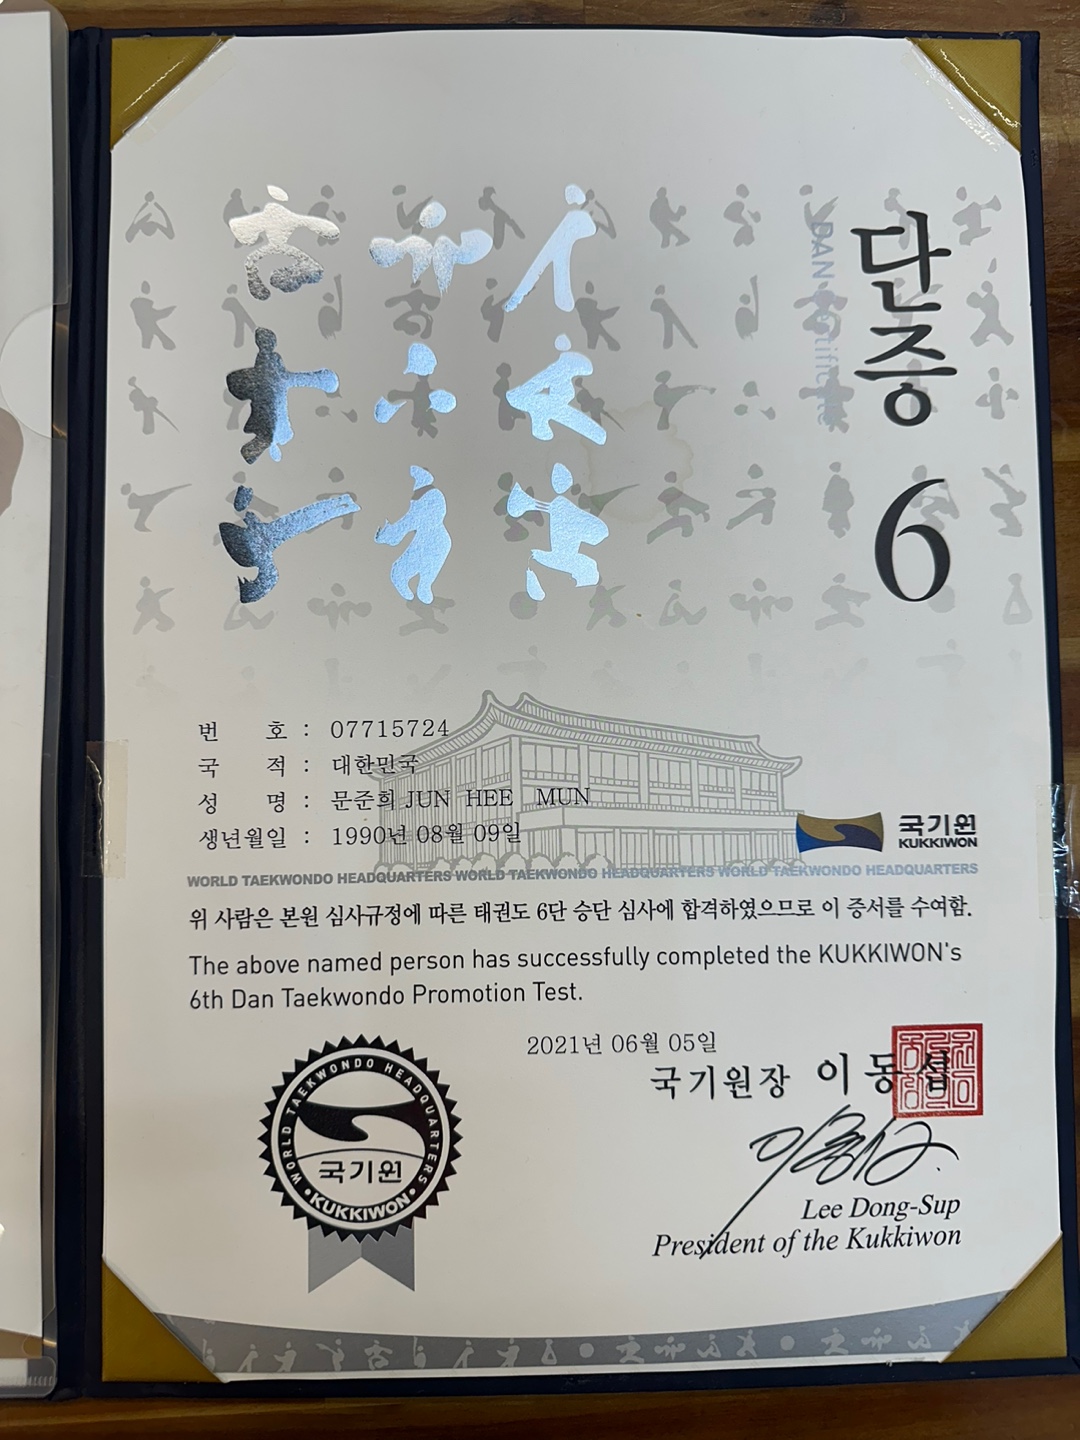 단증
DAN
6
번 호 : 07715724
국 적 : 대한민국
성 명 : 문준희 JUN HEE MUN
생년월일 : 1990년 08월 09일
국기원
KUKKIWON
WORLD TAEKWONDO HEADQUARTERS WORLD TAEKWONDO HEADQUARTERS WORLD TAEKWONDO HEADQUARTERS
위 사람은 본원 심사규정에 따른 태권도 6단 승단 심사에 합격하였으므로 이 증서를 수여함.
The above named person has successfully completed the KUKKIWON's
6th Dan Taekwondo Promotion Test.
2021년 06월 05일
국기원장 이동섭
WORLD TAEKWONDO HEADQUARTERS
국기원
• KUKKIWON •
Lee Dong-Sup
President of the Kukkiwon